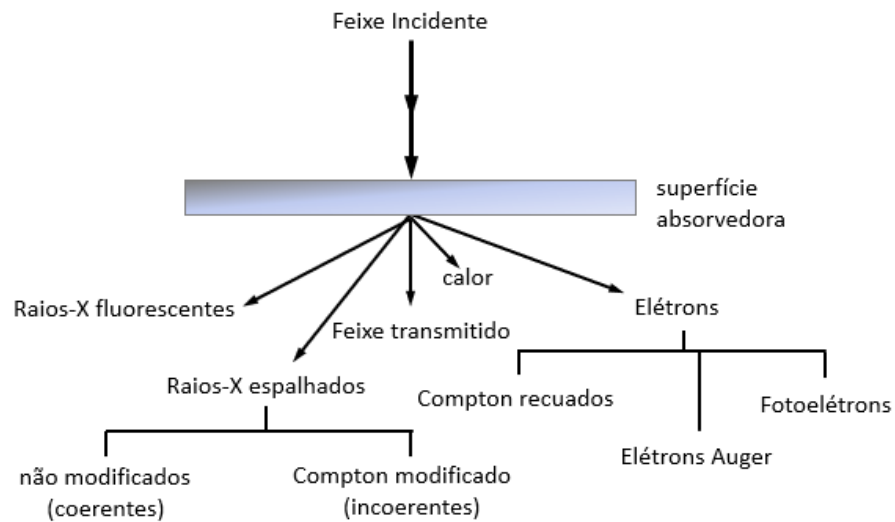 Feixe Incidente
superfície
absorvedora
calor
Raios-X fluorescentes
Elétrons
Feixe transmitido
Raios-X espalhados
Compton recuados
Fotoelétrons
Elétrons Auger
não modificados
(coerentes)
Compton modificado
(incoerentes)